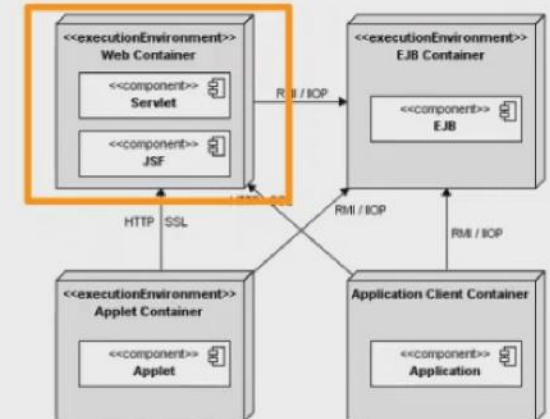 <<executionEnvironment>>
Web Container
<<component>>
Servlet
<<component>>
JSF
RMI / IIOP
<<executionEnvironment>>
EJB Container
<<component>>
EJB
HTTP SSL
RMI / IIOP
RMI / IIOP
<<executionEnvironment>>
Applet Container
<<component>>
Applet
Application Client Container
<<component>>
Application